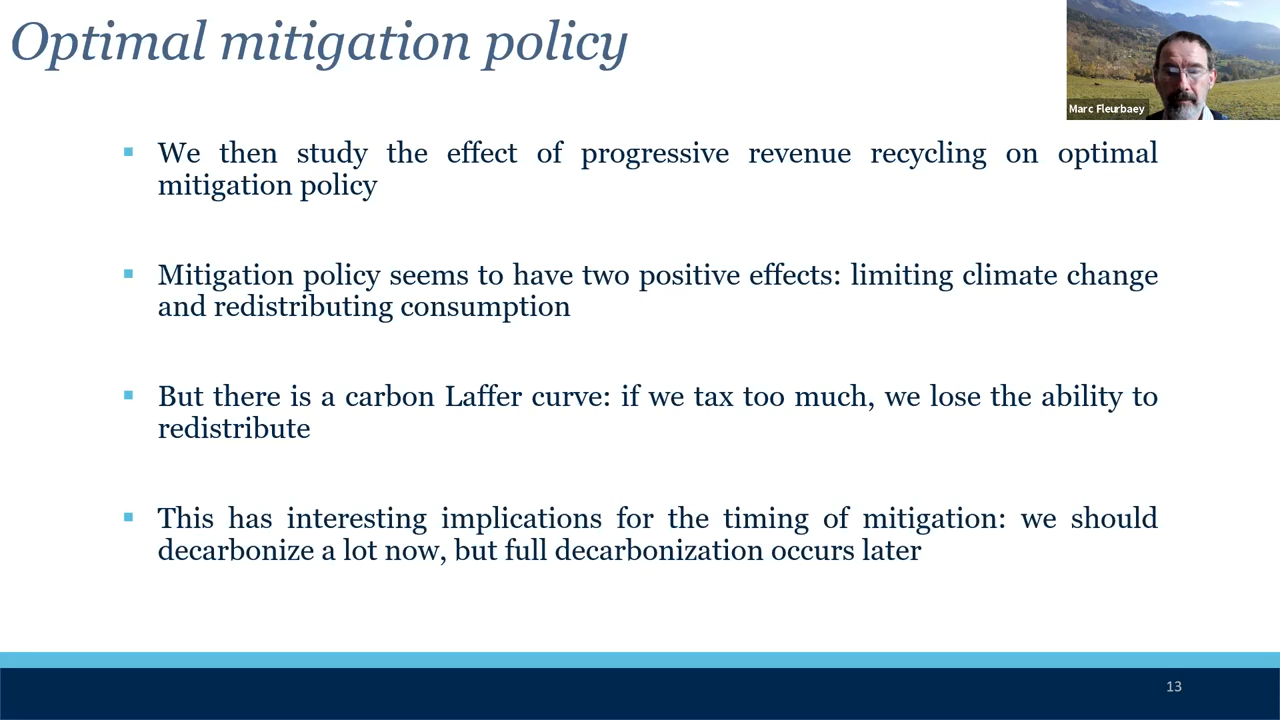 Optimal mitigation policy
Marc Fleurbaey
We then study the effect of progressive revenue recycling on optimal
mitigation policy
Mitigation policy seems to have two positive effects: limiting climate change
and redistributing consumption
But there is a carbon Laffer curve: if we tax too much, we lose the ability to
redistribute
This has interesting implications for the timing of mitigation: we should
decarbonize a lot now, but full decarbonization occurs later
13